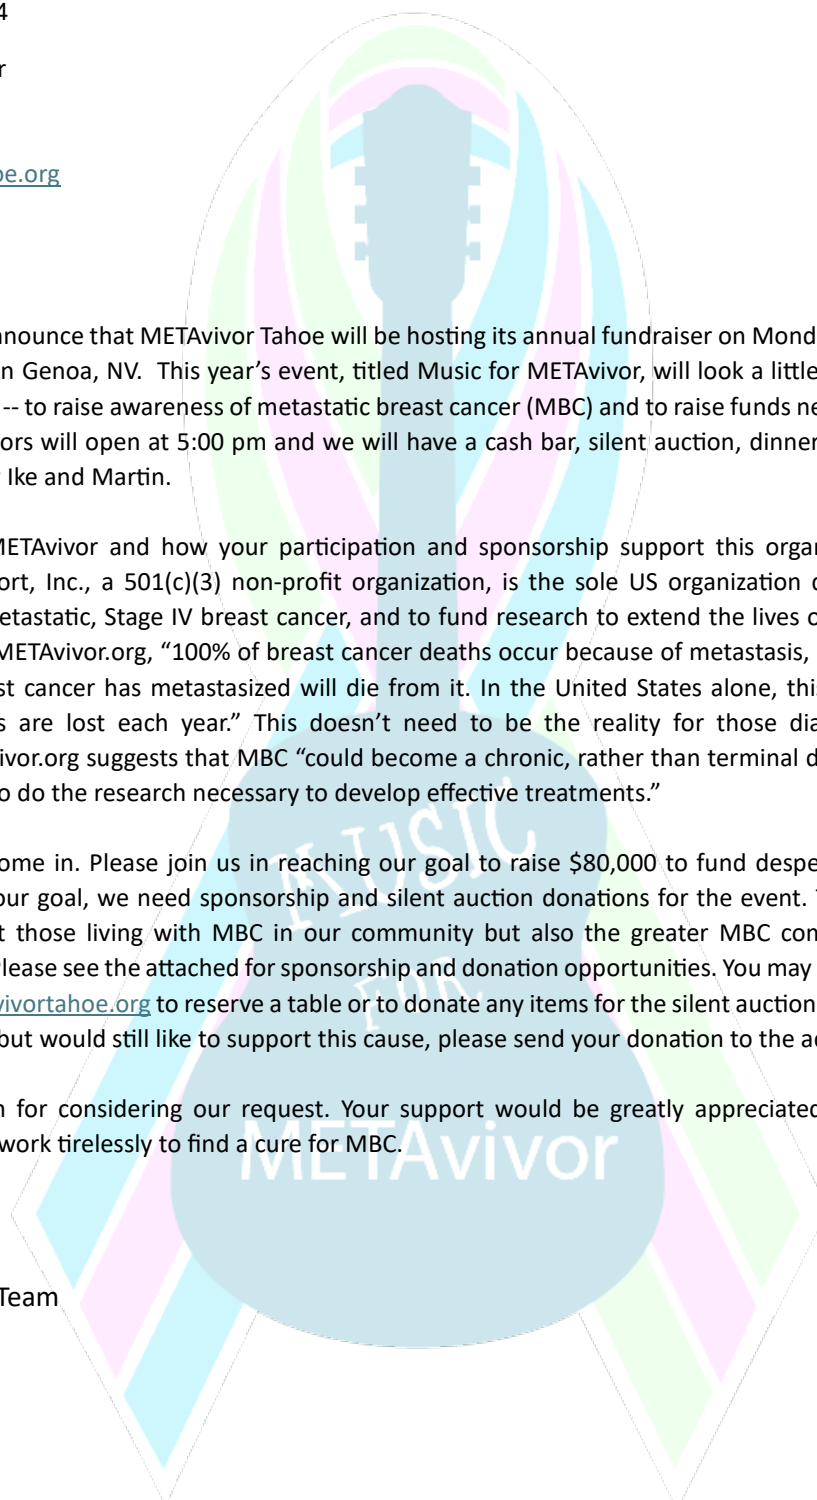 4
r
be.org
nnounce that METAvivor Tahoe will be hosting its annual fundraiser on Mond
n Genoa, NV. This year’s event, titled Music for METAvivor, will look a little
-- to raise awareness of metastatic breast cancer (MBC) and to raise funds ne
ors will open at 5:00 pm and we will have a cash bar, silent auction, dinner
Ike and Martin.
METAvivor and how your participation and sponsorship support this orga
ort, Inc., a 501(c)(3) non-profit organization, is the sole US organization
etastatic, Stage IV breast cancer, and to fund research to extend the lives o
METAvivor.org, “100% of breast cancer deaths occur because of metastasis,
st cancer has metastasized will die from it. In the United States alone, this
s are lost each year.” This doesn’t need to be the reality for those dia
ivor.org suggests that MBC “could become a chronic, rather than terminal d
o do the research necessary to develop effective treatments.”
ome in. Please join us in reaching our goal to raise $80,000 to fund despe
our goal, we need sponsorship and silent auction donations for the event.
t those living with MBC in our community but also the greater MBC con
Please see the attached for sponsorship and donation opportunities. You may
vivortahoe.org to reserve a table or to donate any items for the silent auction
but would still like to support this cause, please send your donation to the a
n for considering our request. Your support would be greatly appreciated
work tirelessly to find a cure for MBC.
Team
MUSIC
FOR
METAvivor